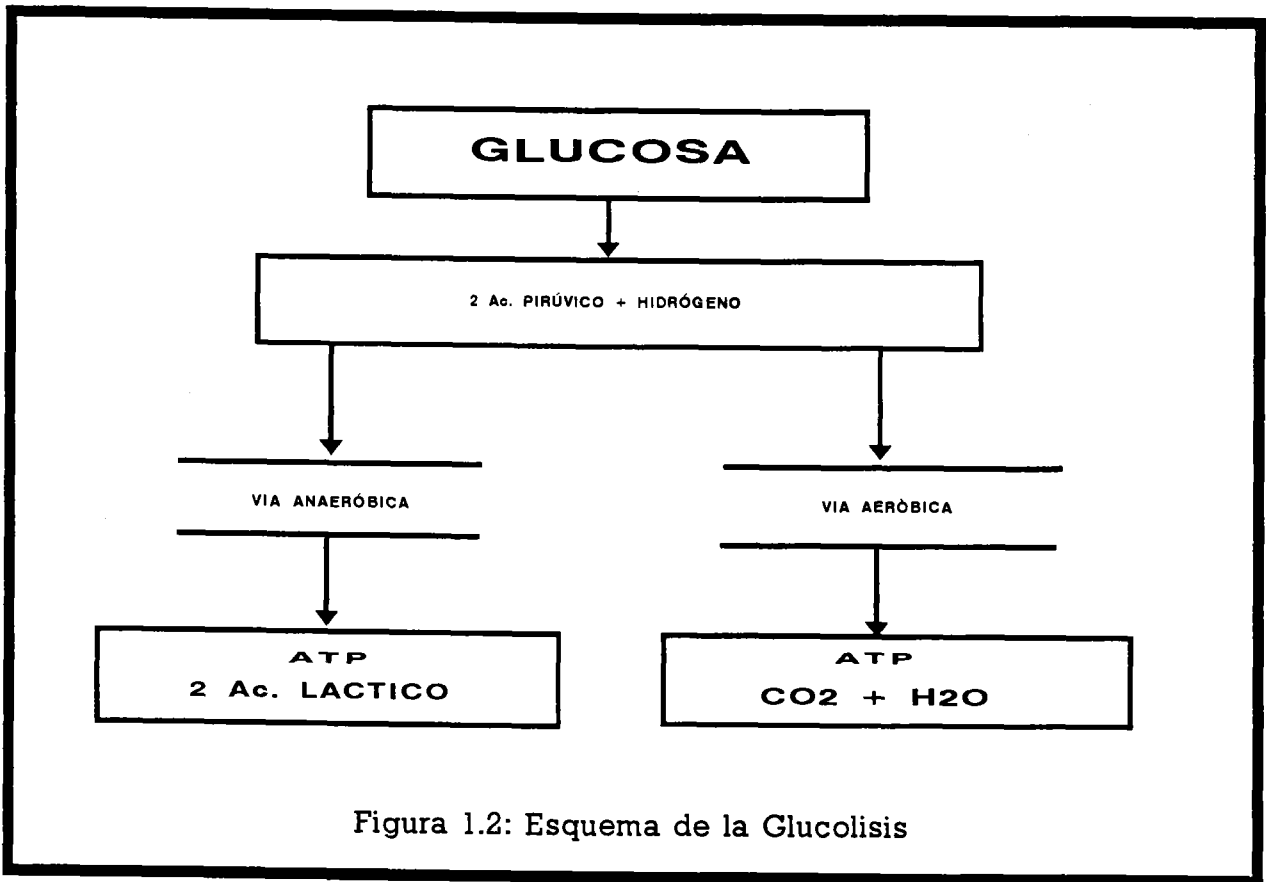 GLUCOSA
2 Ac. PIRÚVICO + HIDRÓGENO
VIA ANAERÓBICA
VIA AERÒBICA
ATP
2 Ac. LACTICO
ATP
CO2 + H2O
Figura 1.2: Esquema de la Glucolisis